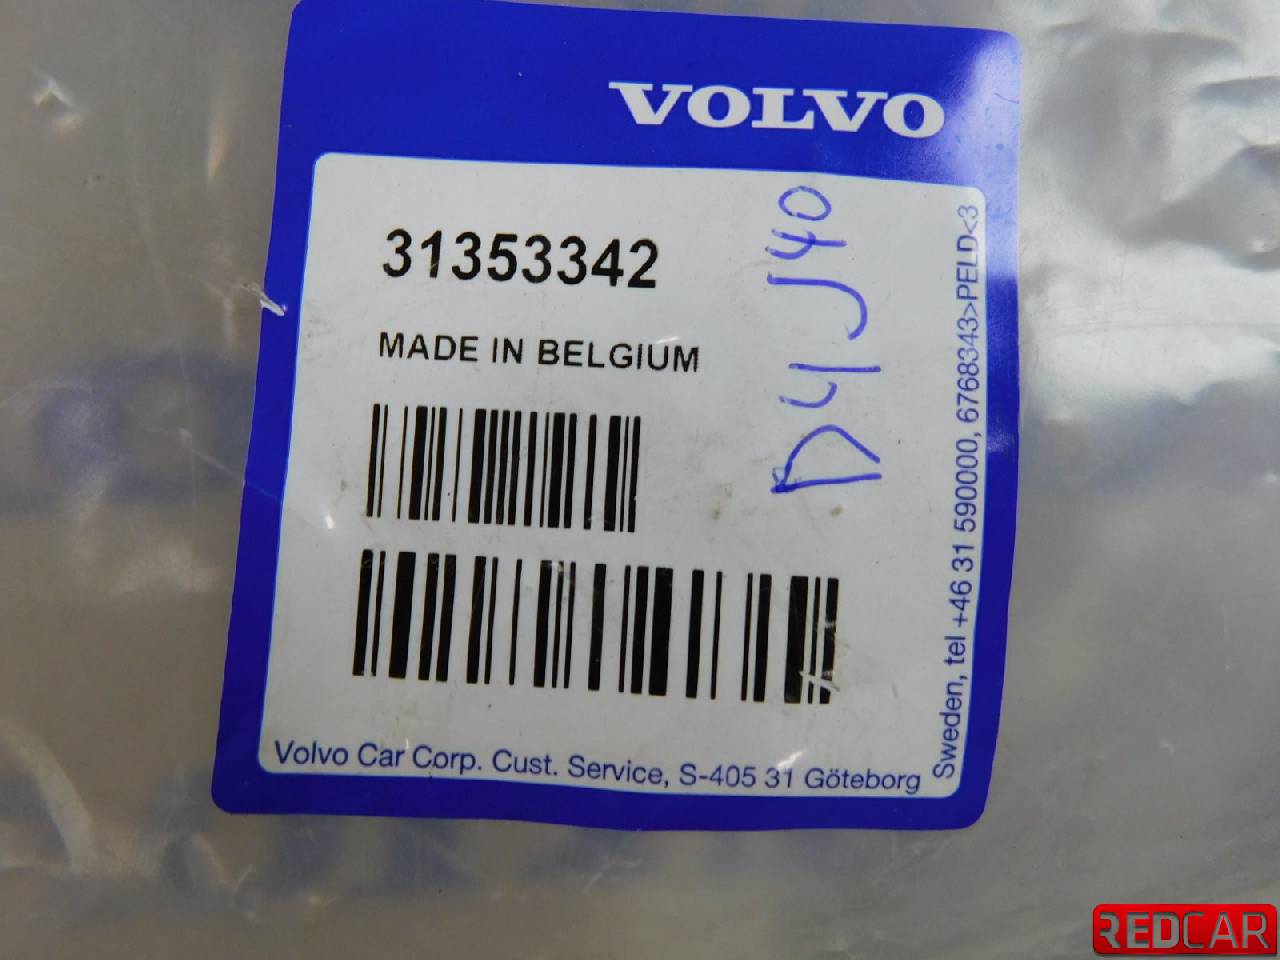 VOLVO
31353342
MADE IN BELGIUM
D4 J40
Volvo Car Corp. Cust. Service, S-405 31 Göteborg
Sweden, tel +46 31 590000, 6768343>PELD<3
REDCAR